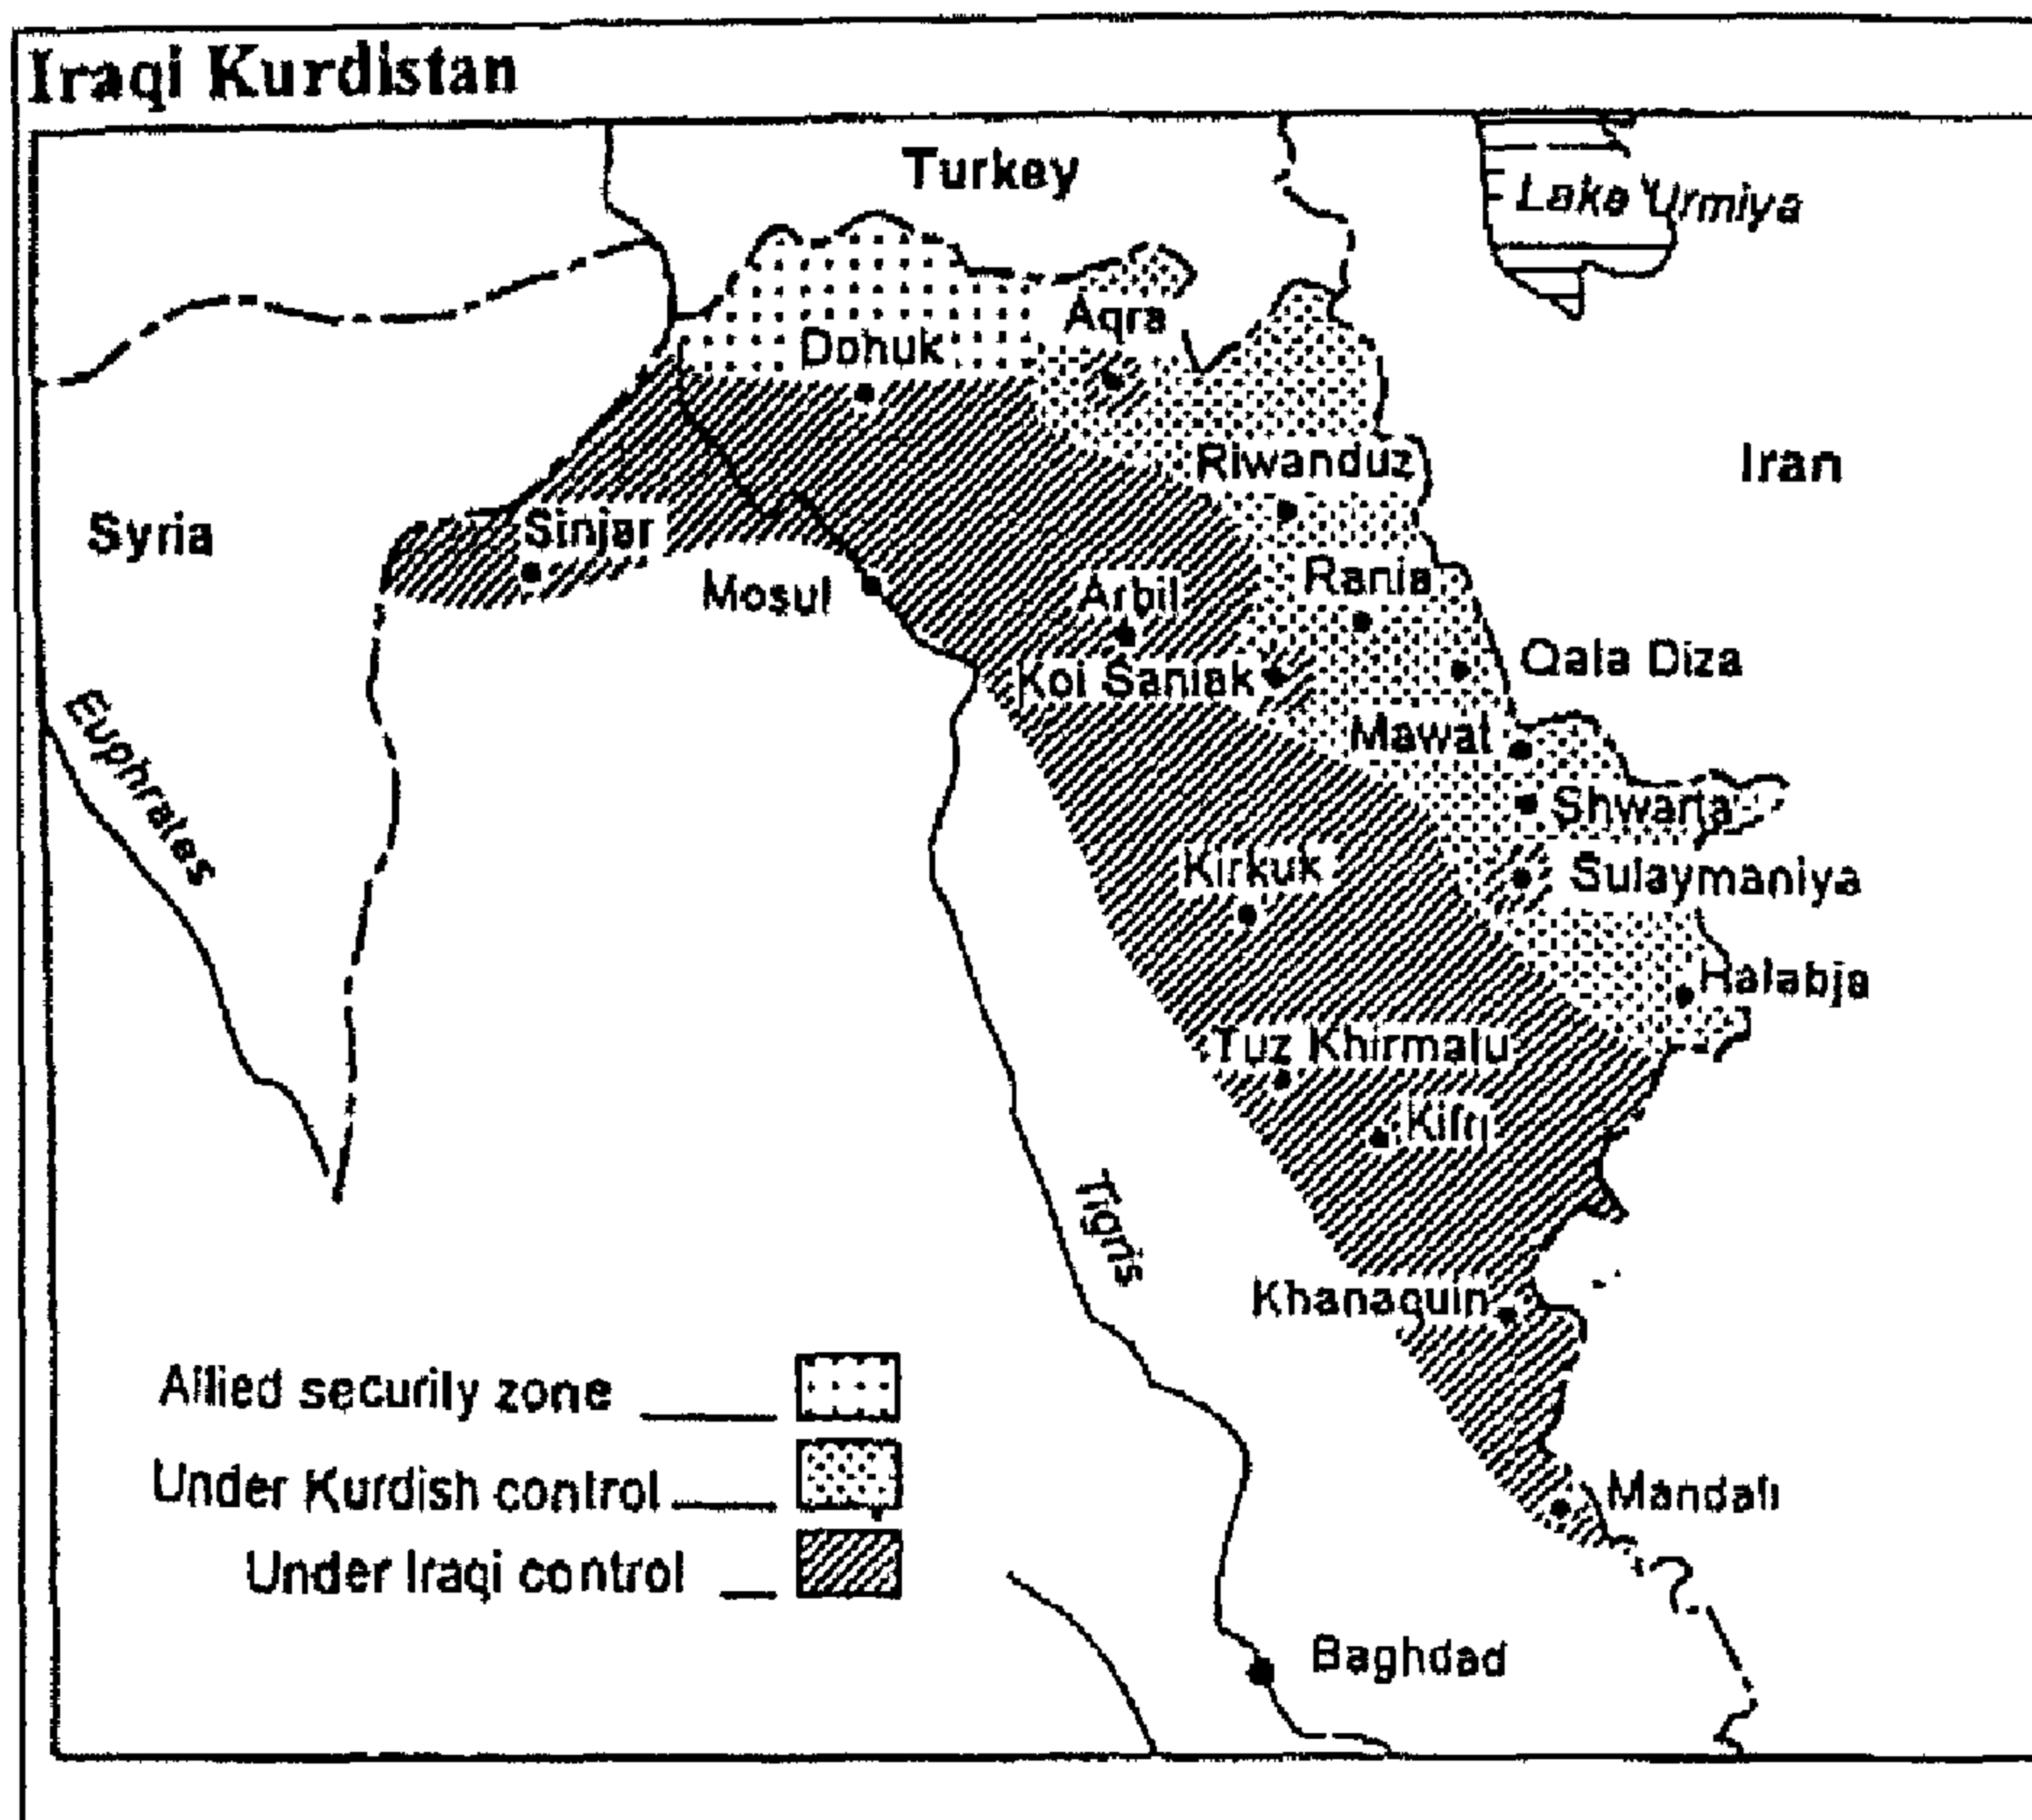 Iraqi Kurdistan
Turkey
Lake Urmiya
Aqra
Dohuk
Riwanduz
Iran
Syria
Sinjar
Mosul
Arbil
Rania
Qala Diza
Koi Sanjak
Mawat
Euphrates
Shwarta
Kirkuk
Sulaymaniya
Halabja
Tuz Khirmalu
Kifri
Tigris
Khanaquin
Allied security zone
Under Kurdish control
Mandali
Under Iraqi control
Baghdad